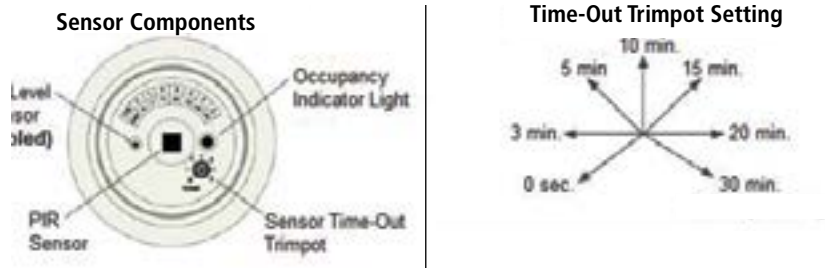 Sensor Components
Level
sor
bled)
Occupancy
Indicator Light
PIR
Sensor
Sensor Time-Out
Trimpot
Time-Out Trimpot Setting
10 min.
5 min
15 min.
3 min.
20 min.
0 sec.
30 min.